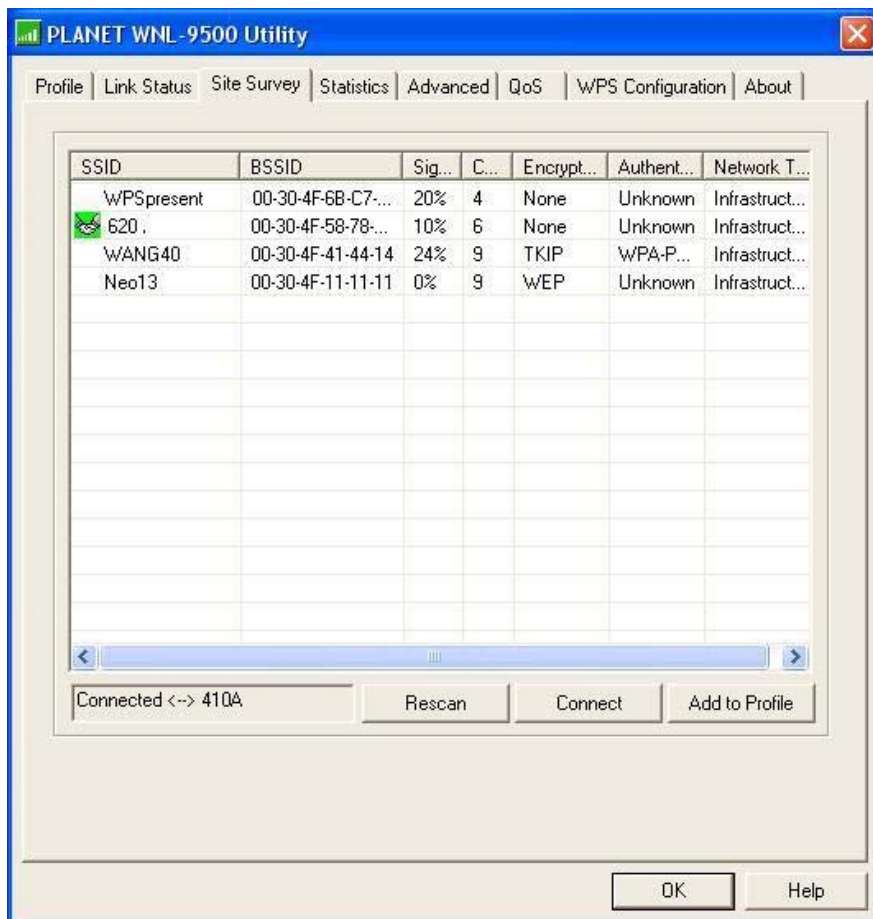 PLANET WNL-9500 Utility
Profile Link Status Site Survey Statistics Advanced QoS WPS Configuration About
SSID BSSID Sig... C... Encrypt... Authent... Network T...
WPSpresent 00-30-4F-6B-C7-... 20% 4 None Unknown Infrastruct...
620. 00-30-4F-58-78-... 10% 6 None Unknown Infrastruct...
WANG40 00-30-4F-41-44-14 24% 9 TKIP WPA-P... Infrastruct...
Neo13 00-30-4F-11-11-11 0% 9 WEP Unknown Infrastruct...
Connected <--> 410A Rescan Connect Add to Profile
OK Help